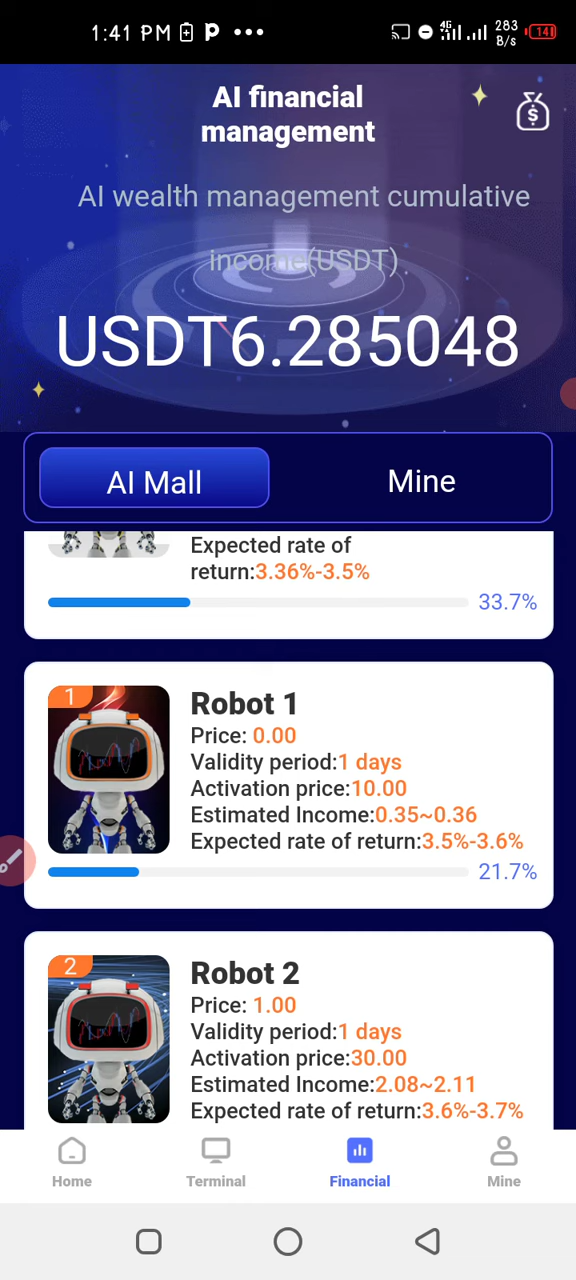 1:41 PM
4G
283
B/s
14
AI financial
management
AI wealth management cumulative
income(USDT)
USDT6.285048
AI Mall
Mine
Expected rate of
return:3.36%-3.5%
33.7%
1
Robot 1
Price: 0.00
Validity period:1 days
Activation price:10.00
Estimated Income:0.35~0.36
Expected rate of return:3.5%-3.6%
21.7%
2
Robot 2
Price: 1.00
Validity period:1 days
Activation price:30.00
Estimated Income:2.08~2.11
Expected rate of return:3.6%-3.7%
Home
Terminal
Financial
Mine